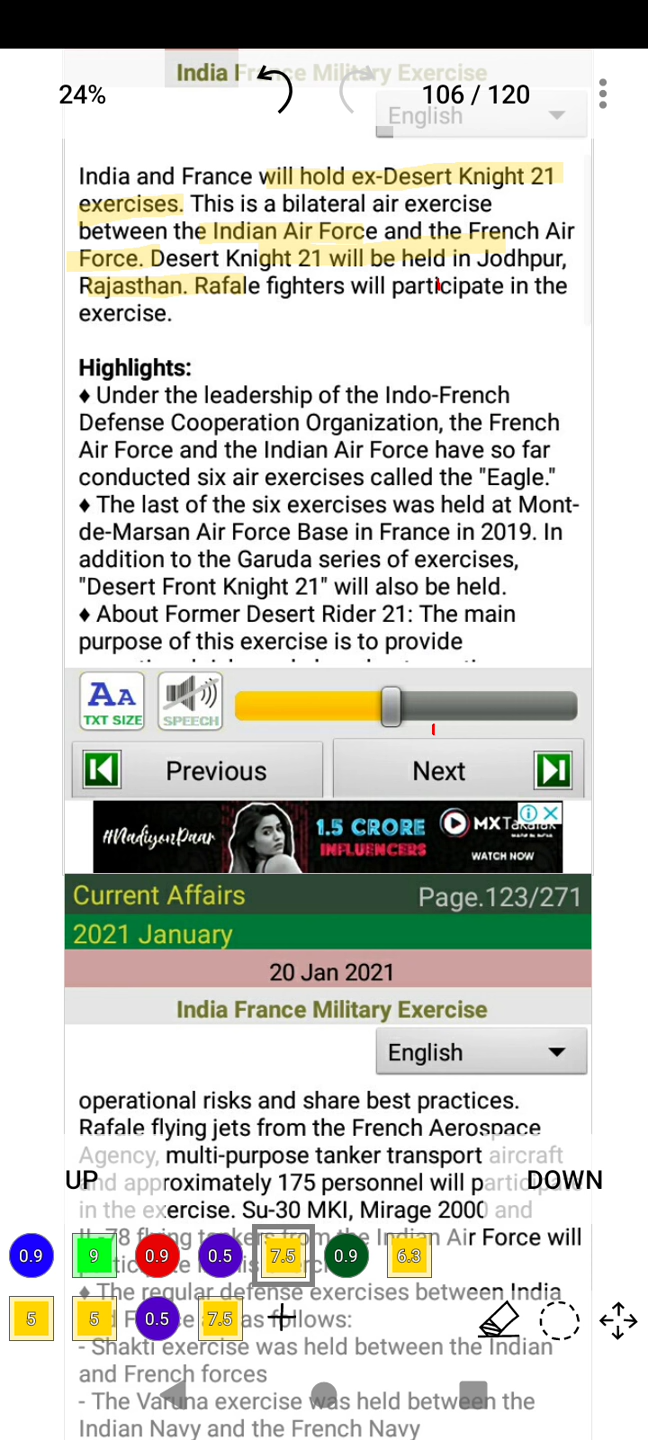 India France Military Exercise
24%
106 / 120
English
India and France will hold ex-Desert Knight 21
exercises. This is a bilateral air exercise
between the Indian Air Force and the French Air
Force. Desert Knight 21 will be held in Jodhpur,
Rajasthan. Rafale fighters will participate in the
exercise.
Highlights:
♦ Under the leadership of the Indo-French
Defense Cooperation Organization, the French
Air Force and the Indian Air Force have so far
conducted six air exercises called the "Eagle."
♦ The last of the six exercises was held at Mont-
de-Marsan Air Force Base in France in 2019. In
addition to the Garuda series of exercises,
"Desert Front Knight 21" will also be held.
♦ About Former Desert Rider 21: The main
purpose of this exercise is to provide
AA
TXT SIZE
SPEECH
Previous
Next
#NadiyonPaar
1.5 CRORE
INFLUENCERS
MXTakatak
WATCH NOW
Current Affairs
Page.123/271
2021 January
20 Jan 2021
India France Military Exercise
English
operational risks and share best practices.
Rafale flying jets from the French Aerospace
Agency, multi-purpose tanker transport aircraft
UP
DOWN
and approximately 175 personnel will participate
in the exercise. Su-30 MKI, Mirage 2000 and
flying tankers from the Indian Air Force will
0.9 9 0.9 0.5 7.5 0.9 6.3
♦ The regular defense exercises between India
5 5 0.5 7.5 +
as follows:
- Shakti exercise was held between the Indian
and French forces
- The Varuna exercise was held between the
Indian Navy and the French Navy